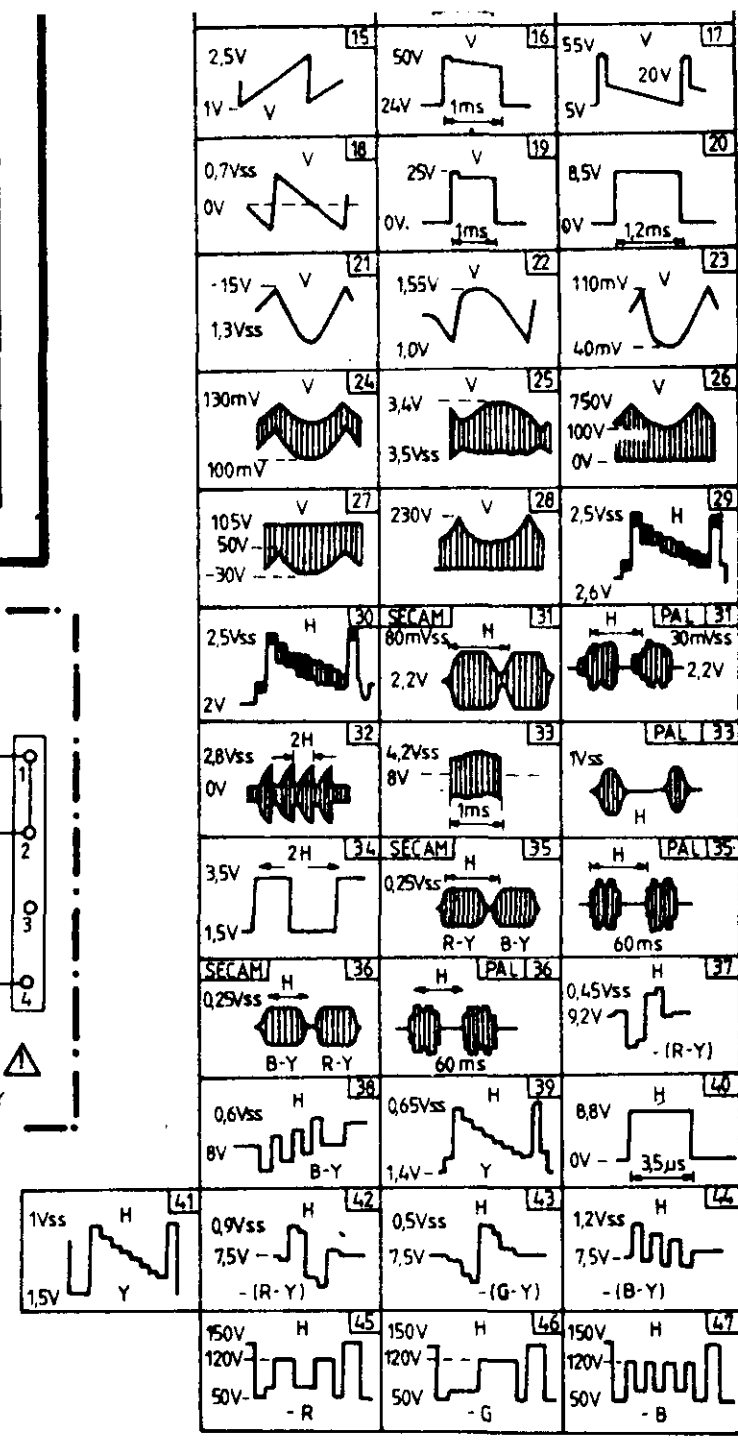 15
2,5V
1V
V
16
V
50V
24V
1ms
17
V
55V
20V
5V
18
V
0,7Vss
0V
19
V
25V
0V.
1ms
20
8,5V
0V
1,2ms
21
V
-15V
1,3Vss
22
V
1,55V
1,0V
23
V
110mV
40mV
24
V
130mV
100mV
25
V
3,4V
3,5Vss
26
V
750V
100V
0V
27
V
105V
50V
-30V
28
V
230V
29
2,5Vss
H
2,6V
30
H
2,5Vss
2V
SECAM
31
80mVss
H
2,2V
PAL 31
H
30mVss
2,2V
32
2,8Vss
2H
0V
33
4,2Vss
8V
1ms
PAL 33
1Vss
H
34
2H
3,5V
1,5V
SECAM
35
H
0,25Vss
R-Y B-Y
PAL 35
H
60ms
SECAM
36
H
0,25Vss
B-Y R-Y
PAL 36
H
60ms
37
H
0,45Vss
9,2V
-(R-Y)
38
H
0,6Vss
8V
B-Y
39
H
0,65Vss
1,4V
Y
40
H
8,8V
0V
3,5µs
41
1Vss
H
1,5V
Y
42
H
0,9Vss
7,5V
-(R-Y)
43
H
0,5Vss
7,5V
-(G-Y)
44
H
1,2Vss
7,5V
-(B-Y)
45
150V
H
120V
50V
-R
46
150V
H
120V
50V
-G
47
150V
H
120V
50V
-B
1
2
3
4